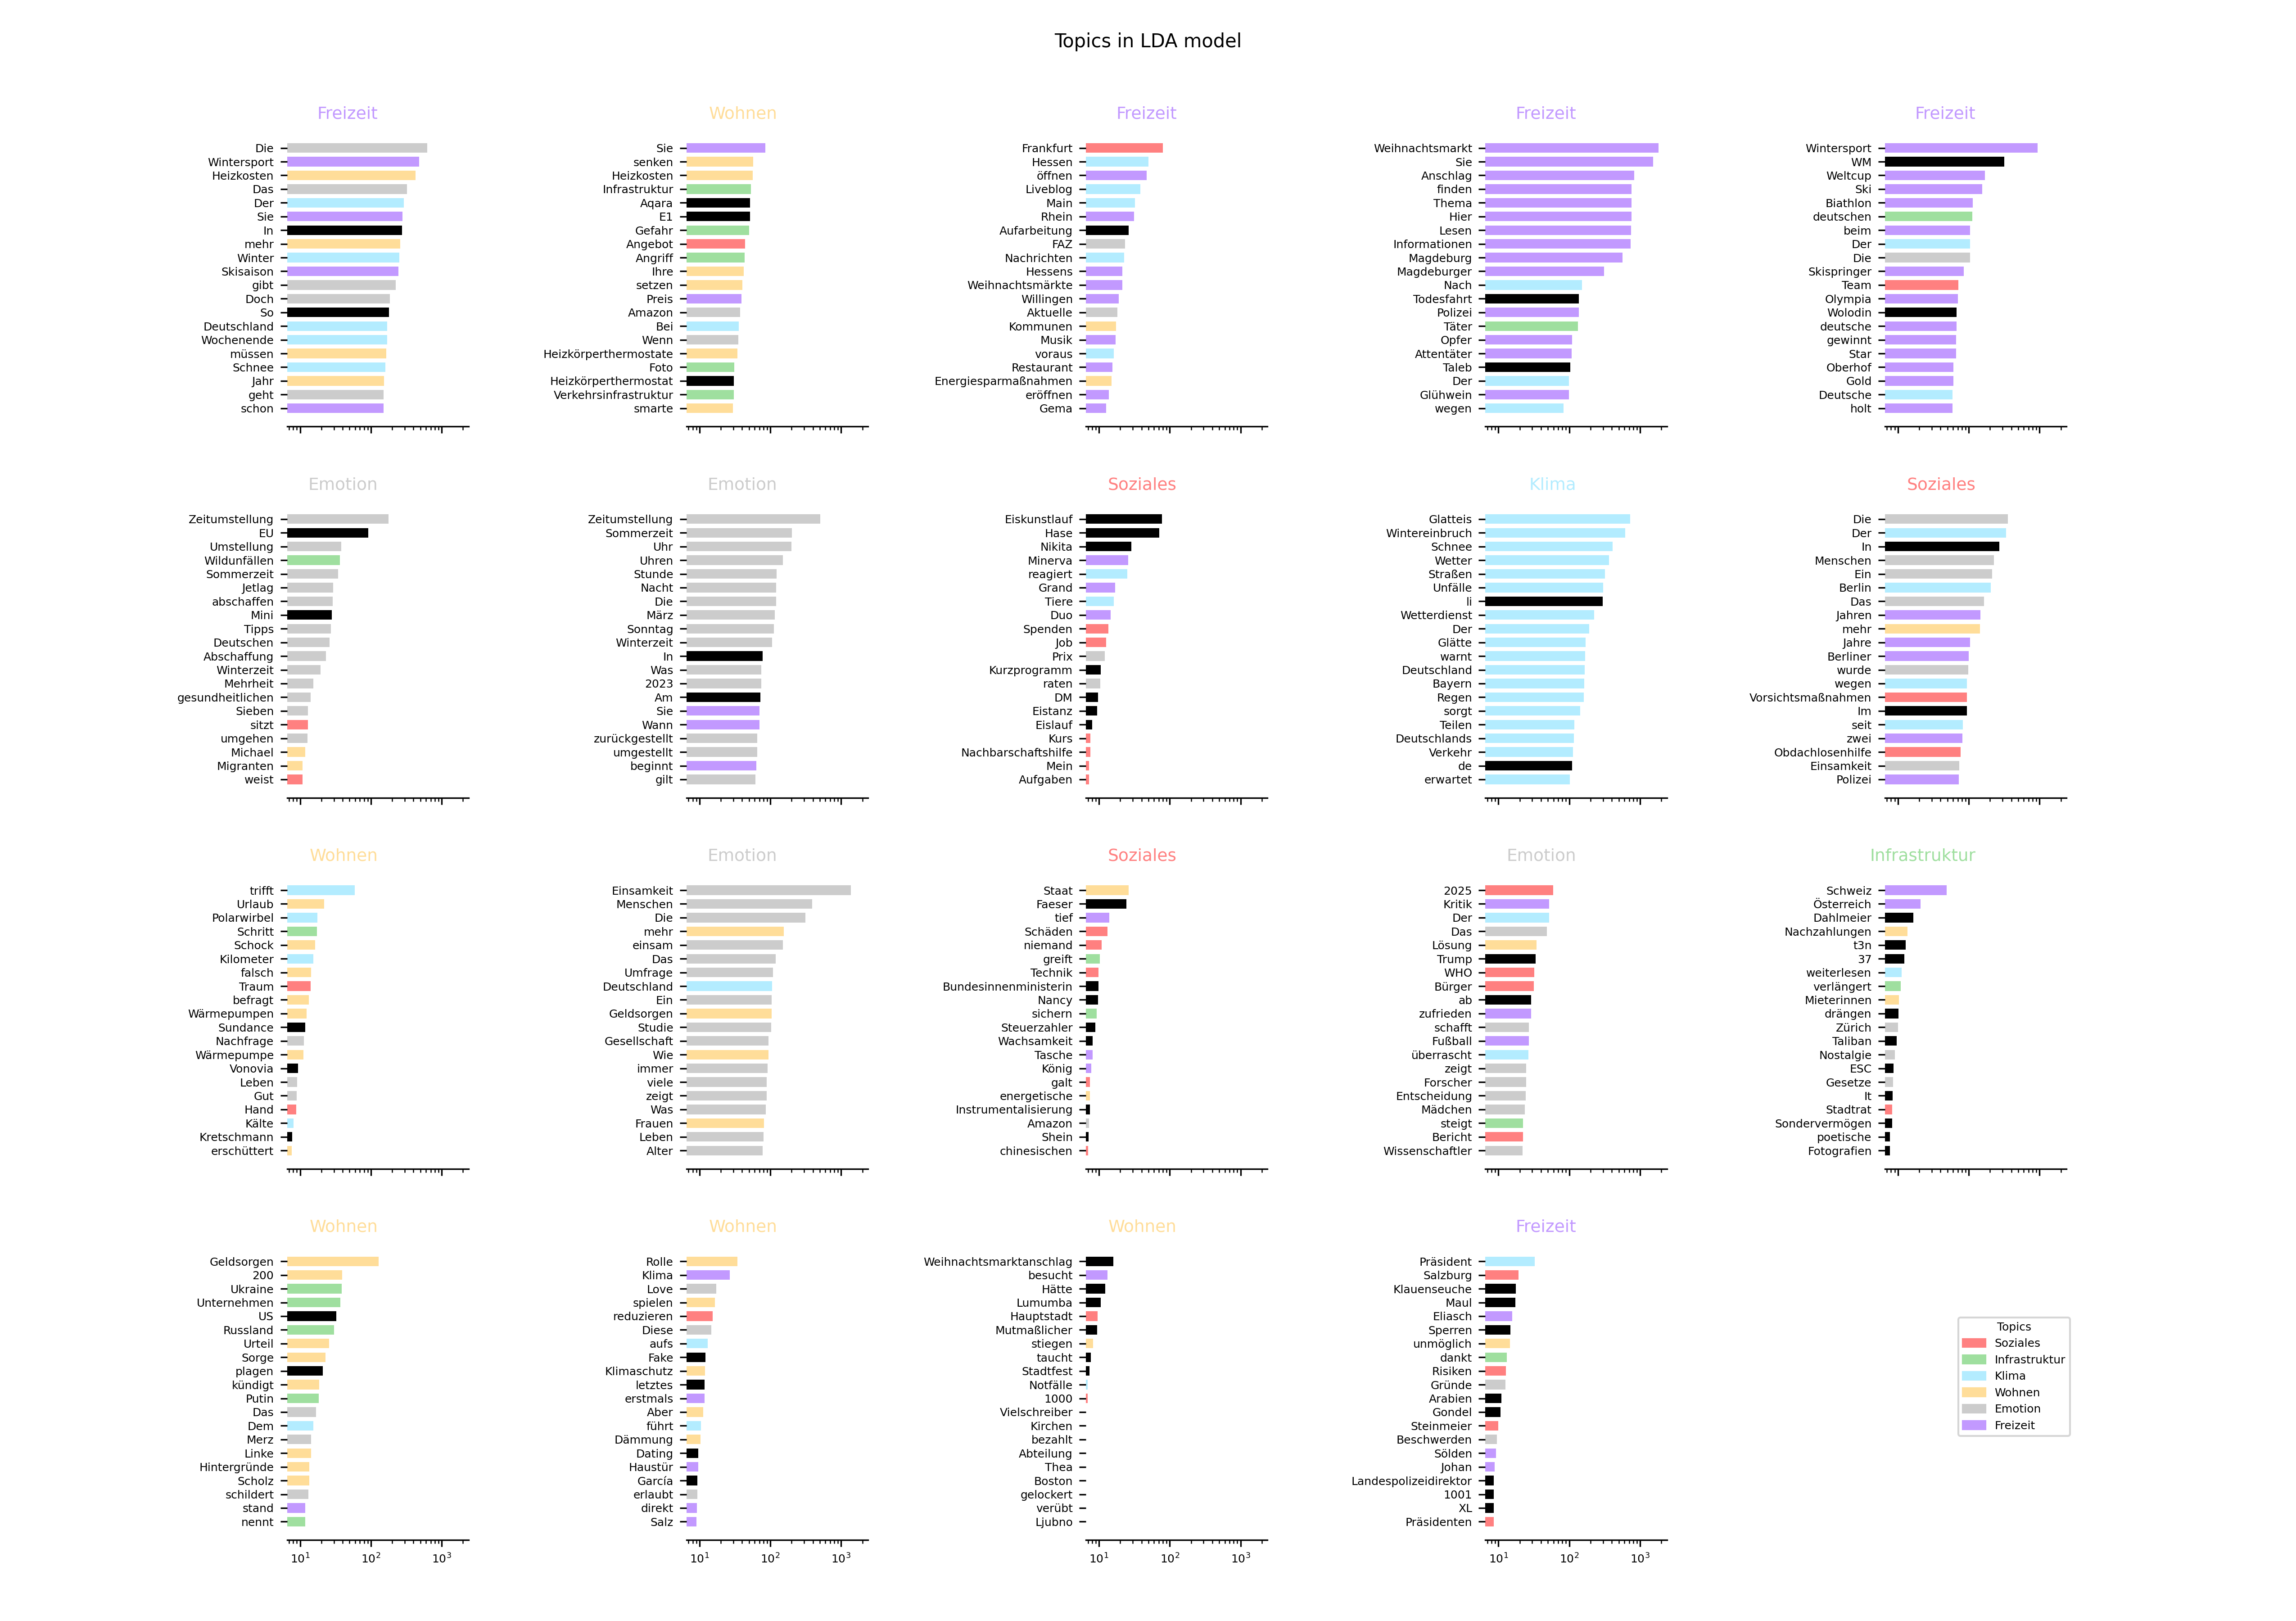 Topics in LDA model
Freizeit
Die
Wintersport
Heizkosten
Das
Der
Sie
In
mehr
Winter
Skisaison
gibt
Doch
So
Deutschland
Wochenende
müssen
Schnee
Jahr
geht
schon
Wohnen
Sie
senken
Heizkosten
Infrastruktur
Aqara
E1
Gefahr
Angebot
Angriff
Ihre
setzen
Preis
Amazon
Bei
Wenn
Heizkörperthermostate
Foto
Heizkörperthermostat
Verkehrsinfrastruktur
smarte
Freizeit
Frankfurt
Hessen
öffnen
Liveblog
Main
Rhein
Aufarbeitung
FAZ
Nachrichten
Hessens
Weihnachtsmärkte
Willingen
Aktuelle
Kommunen
Musik
voraus
Restaurant
Energiesparmaßnahmen
eröffnen
Gema
Freizeit
Weihnachtsmarkt
Sie
Anschlag
finden
Thema
Hier
Lesen
Informationen
Magdeburg
Magdeburger
Nach
Todesfahrt
Polizei
Täter
Opfer
Attentäter
Taleb
Der
Glühwein
wegen
Freizeit
Wintersport
WM
Weltcup
Ski
Biathlon
deutschen
beim
Der
Die
Skispringer
Team
Olympia
Wolodin
deutsche
gewinnt
Star
Oberhof
Gold
Deutsche
holt
Emotion
Zeitumstellung
EU
Umstellung
Wildunfällen
Sommerzeit
Jetlag
abschaffen
Mini
Tipps
Deutschen
Abschaffung
Winterzeit
Mehrheit
gesundheitlichen
Sieben
sitzt
umgehen
Michael
Migranten
weist
Emotion
Zeitumstellung
Sommerzeit
Uhr
Uhren
Stunde
Nacht
Die
März
Sonntag
Winterzeit
In
Was
2023
Am
Sie
Wann
zurückgestellt
umgestellt
beginnt
gilt
Soziales
Eiskunstlauf
Hase
Nikita
Minerva
reagiert
Grand
Tiere
Duo
Spenden
Job
Prix
Kurzprogramm
raten
DM
Eistanz
Eislauf
Kurs
Nachbarschaftshilfe
Mein
Aufgaben
Klima
Glatteis
Wintereinbruch
Schnee
Wetter
Straßen
Unfälle
li
Wetterdienst
Der
Glätte
warnt
Deutschland
Bayern
Regen
sorgt
Teilen
Deutschlands
Verkehr
de
erwartet
Soziales
Die
Der
In
Menschen
Ein
Berlin
Das
Jahren
mehr
Jahre
Berliner
wurde
wegen
Vorsichtsmaßnahmen
Im
seit
zwei
Obdachlosenhilfe
Einsamkeit
Polizei
Wohnen
trifft
Urlaub
Polarwirbel
Schritt
Schock
Kilometer
falsch
Traum
befragt
Wärmepumpen
Sundance
Nachfrage
Wärmepumpe
Vonovia
Leben
Gut
Hand
Kälte
Kretschmann
erschüttert
Emotion
Einsamkeit
Menschen
Die
mehr
einsam
Das
Umfrage
Deutschland
Ein
Geldsorgen
Studie
Gesellschaft
Wie
immer
viele
zeigt
Was
Frauen
Leben
Alter
Soziales
Staat
Faeser
tief
Schäden
niemand
greift
Technik
Bundesinnenministerin
Nancy
sichern
Steuerzahler
Wachsamkeit
Tasche
König
galt
energetische
Instrumentalisierung
Amazon
Shein
chinesischen
Emotion
2025
Kritik
Der
Das
Lösung
Trump
WHO
Bürger
ab
zufrieden
schafft
Fußball
überrascht
zeigt
Forscher
Entscheidung
Mädchen
steigt
Bericht
Wissenschaftler
Infrastruktur
Schweiz
Österreich
Dahlmeier
Nachzahlungen
t3n
37
weiterlesen
verlängert
Mieterinnen
drängen
Zürich
Taliban
Nostalgie
ESC
Gesetze
It
Stadtrat
Sondervermögen
poetische
Fotografien
Wohnen
Geldsorgen
200
Ukraine
Unternehmen
US
Russland
Urteil
Sorge
plagen
kündigt
Putin
Das
Dem
Merz
Linke
Hintergründe
Scholz
schildert
stand
nennt
10¹ 10² 10³
Wohnen
Rolle
Klima
Love
spielen
reduzieren
Diese
aufs
Fake
Klimaschutz
letztes
erstmals
Aber
führt
Dämmung
Dating
Haustür
García
erlaubt
direkt
Salz
10¹ 10² 10³
Wohnen
Weihnachtsmarktanschlag
besucht
Hätte
Lumumba
Hauptstadt
Mutmaßlicher
stiegen
taucht
Stadtfest
Notfälle
1000
Vielschreiber
Kirchen
bezahlt
Abteilung
Thea
Boston
gelockert
verübt
Ljubno
10¹ 10² 10³
Freizeit
Präsident
Salzburg
Klauenseuche
Maul
Eliasch
Sperren
unmöglich
dankt
Risiken
Gründe
Arabien
Gondel
Steinmeier
Beschwerden
Sölden
Johan
Landespolizeidirektor
1001
XL
Präsidenten
10¹ 10² 10³
Topics
Soziales
Infrastruktur
Klima
Wohnen
Emotion
Freizeit